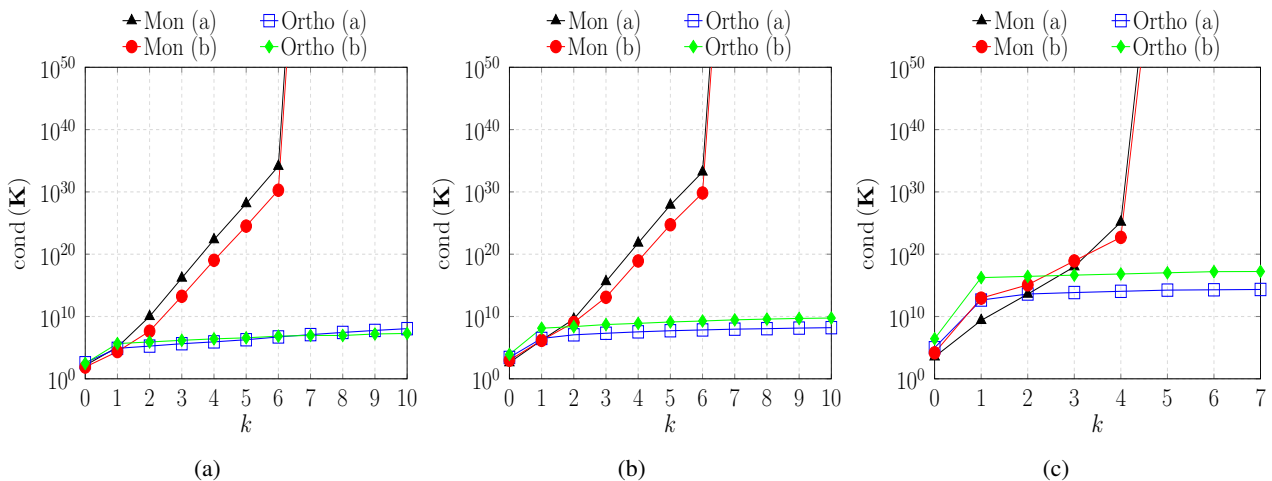 Mon (a) Ortho (a)
Mon (b) Ortho (b)
10^50
10^40
10^30
10^20
10^10
10^0
cond (K)
0 1 2 3 4 5 6 7 8 9 10
k
(a)
Mon (a) Ortho (a)
Mon (b) Ortho (b)
10^50
10^40
10^30
10^20
10^10
10^0
cond (K)
0 1 2 3 4 5 6 7 8 9 10
k
(b)
Mon (a) Ortho (a)
Mon (b) Ortho (b)
10^50
10^40
10^30
10^20
10^10
10^0
cond (K)
0 1 2 3 4 5 6 7
k
(c)